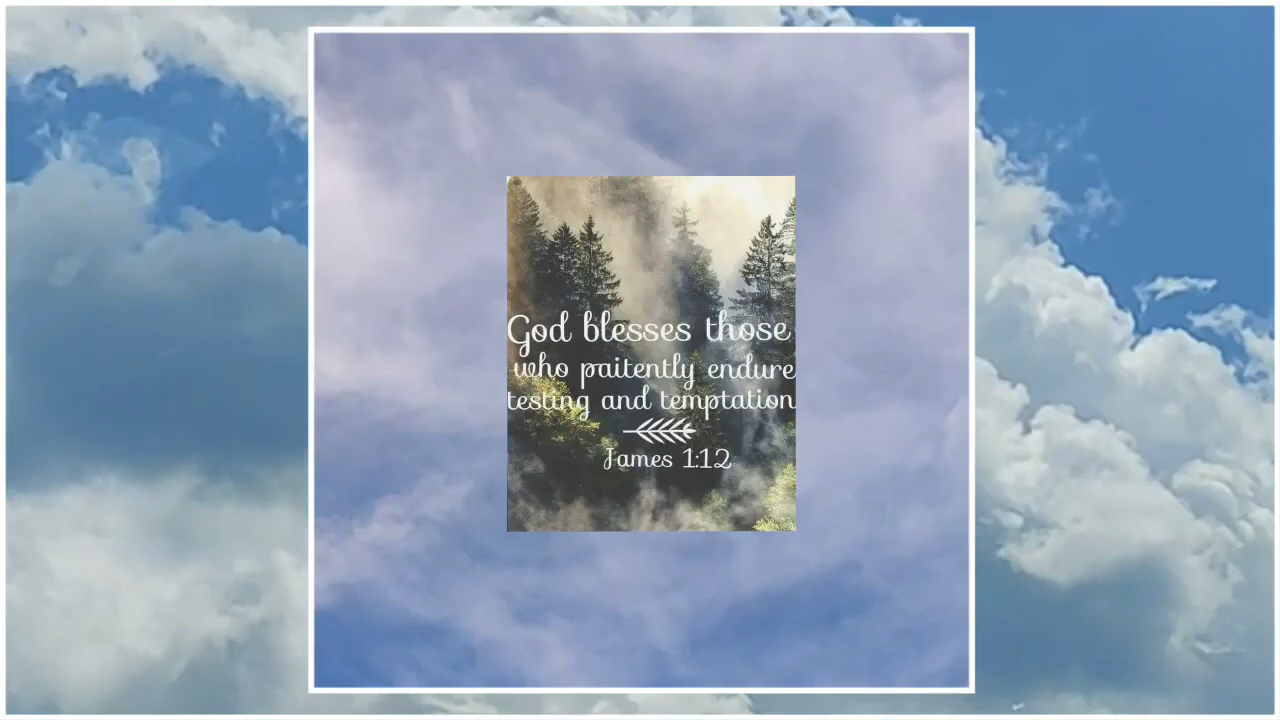 God blesses those
who paitently endure
testing and temptation
James 1:12